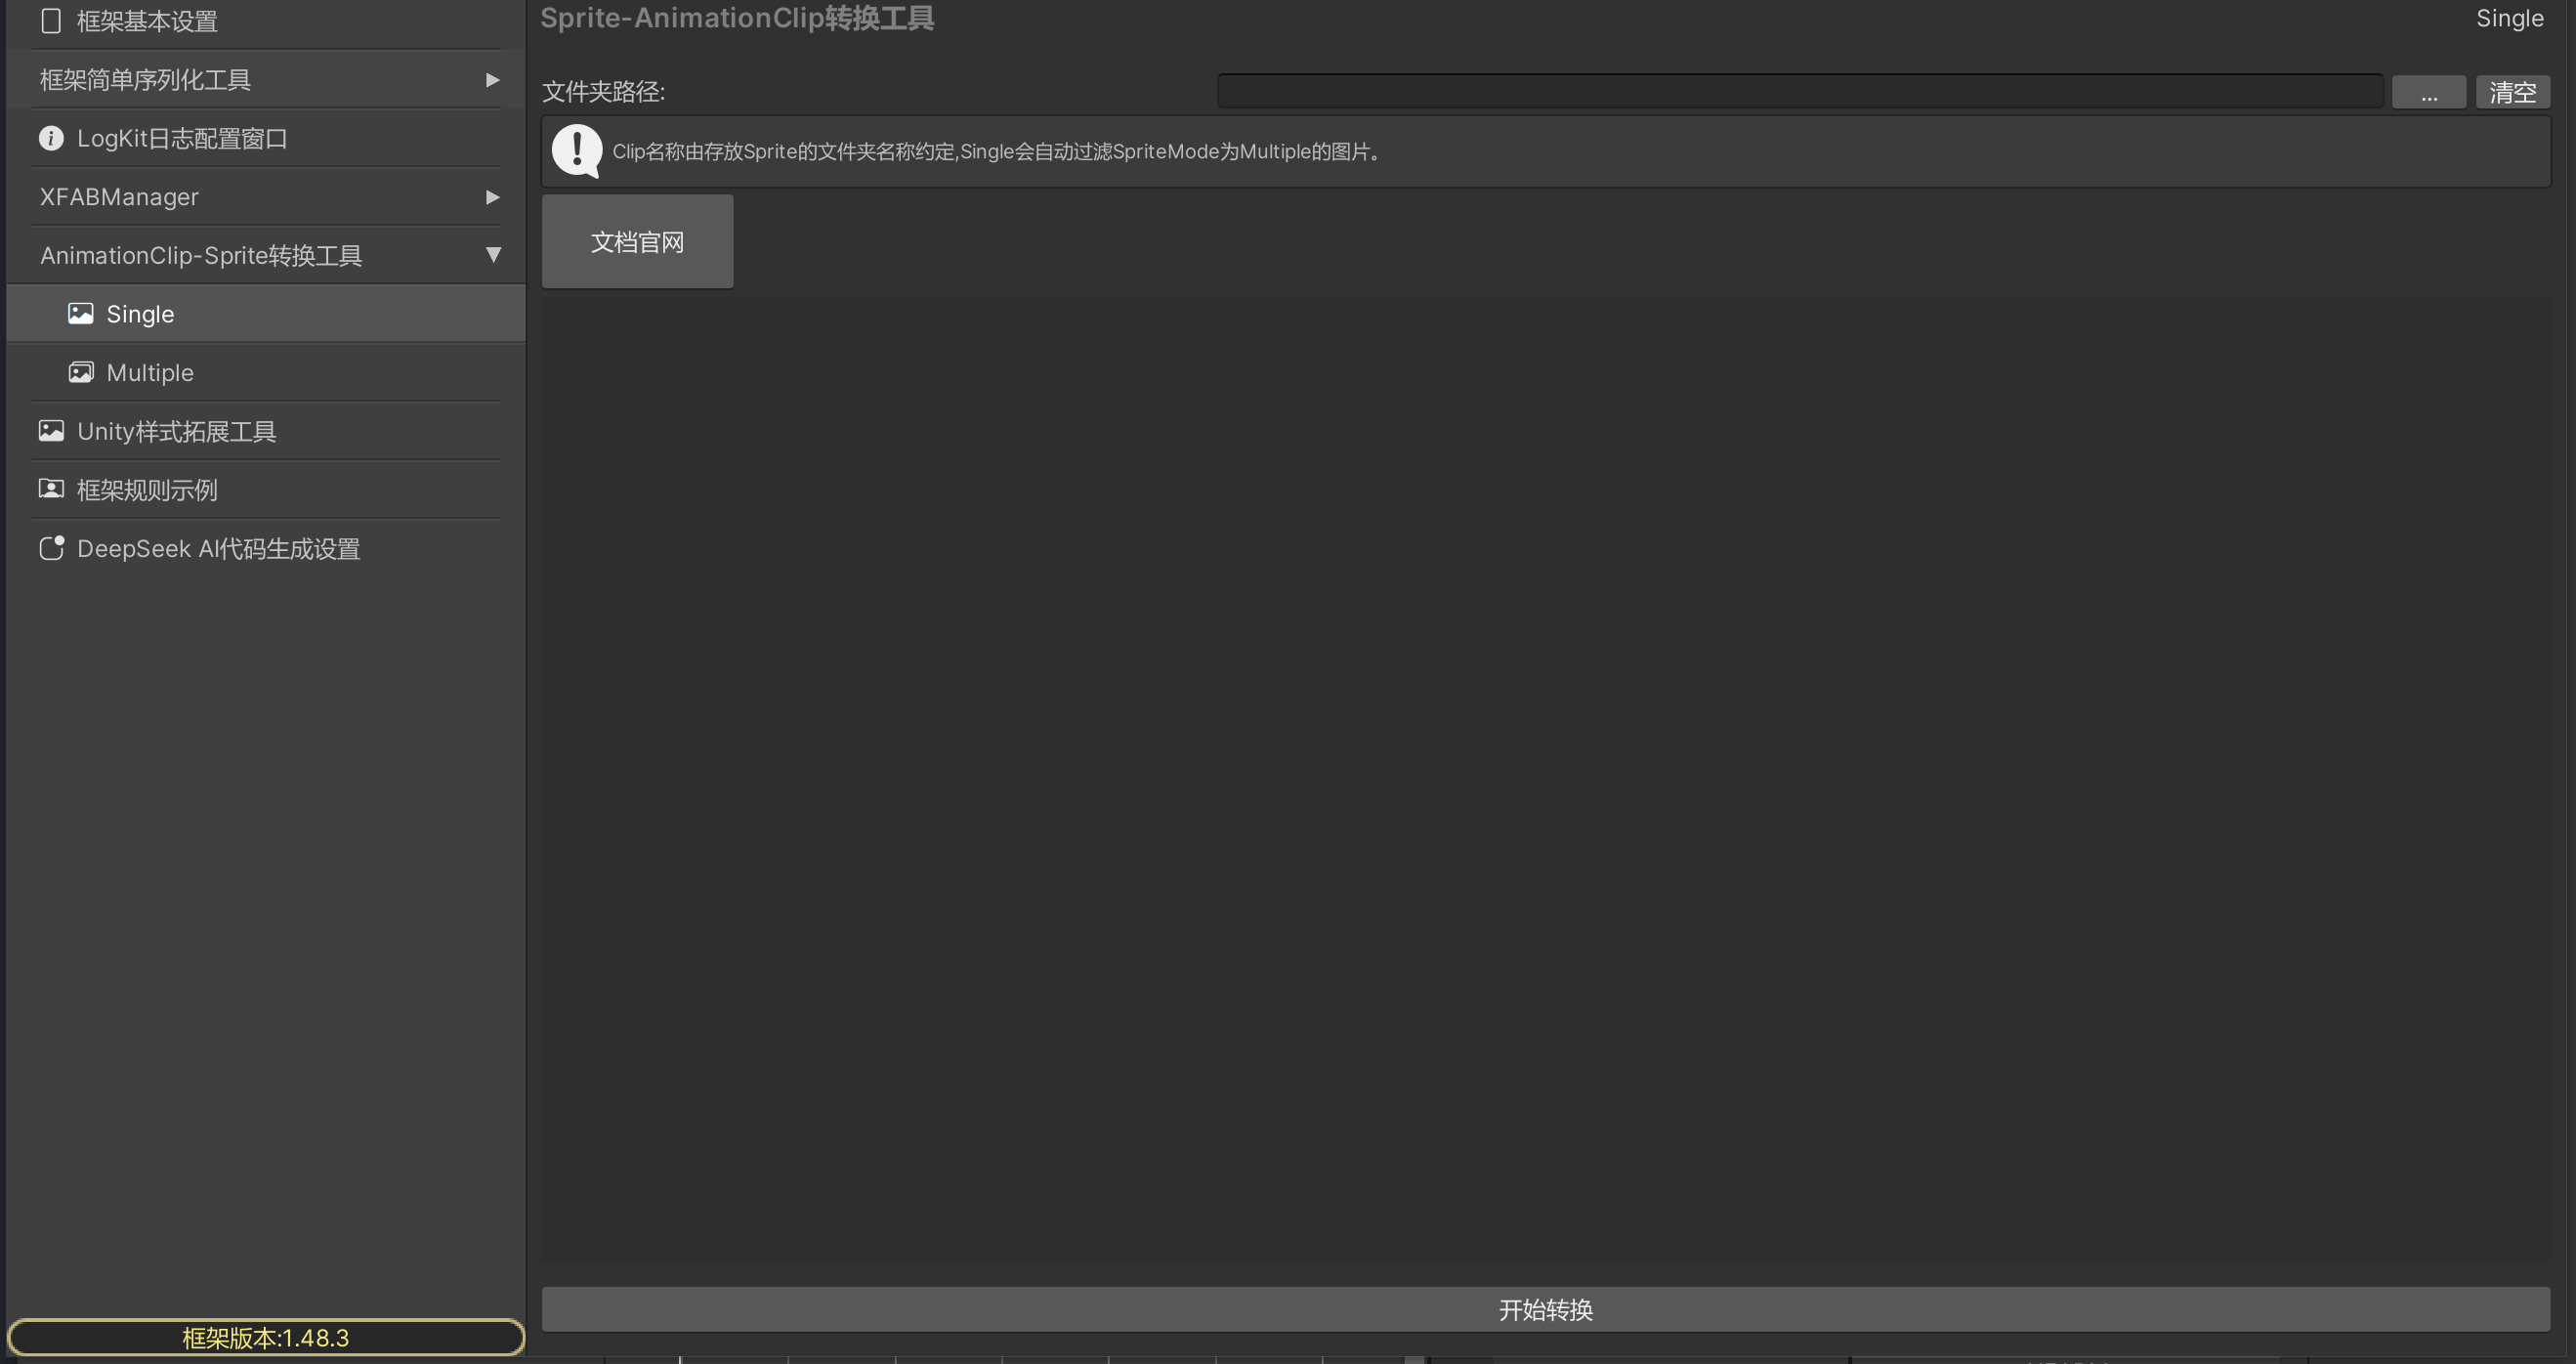 框架基本设置
框架简单序列化工具
LogKit日志配置窗口
XFABManager
AnimationClip-Sprite转换工具
Single
Multiple
Unity样式拓展工具
框架规则示例
DeepSeek AI代码生成设置
框架版本:1.48.3
Sprite-AnimationClip转换工具
Single
文件夹路径:
...
清空
Clip名称由存放Sprite的文件夹名称约定,Single会自动过滤SpriteMode为Multiple的图片。
文档官网
开始转换